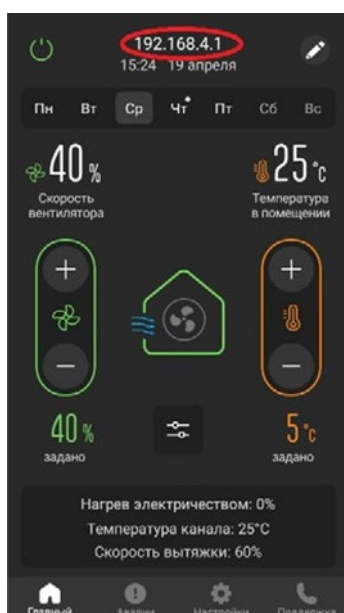 192.168.4.1
15:24 19 апреля
Пн Вт Ср Чт Пт Сб Вс
40 % 25 °c
Скорость вентилятора
Температура в помещении
40 % 5 °c
задано задано
Нагрев электричеством: 0%
Температура канала: 25°C
Скорость вытяжки: 60%
Главный Аварии Настройки Поддержка